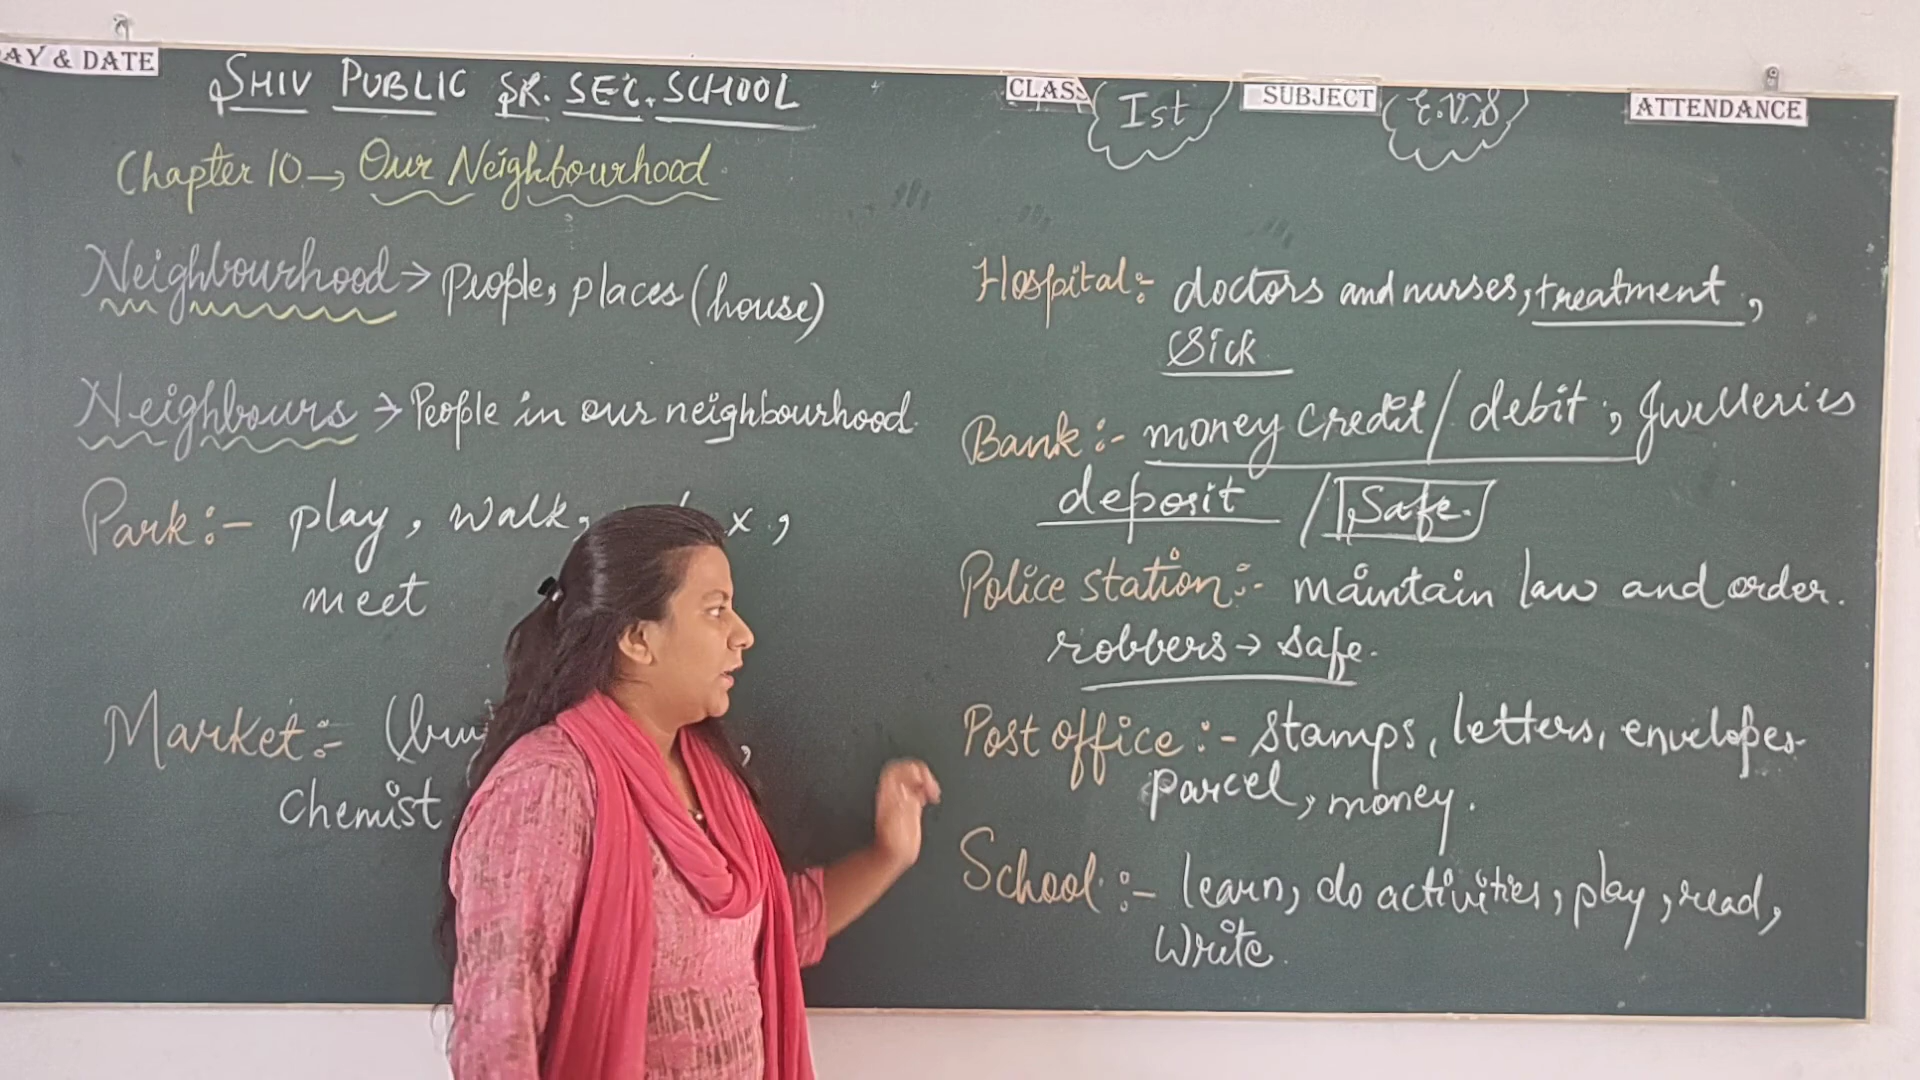 DAY & DATE
SHIV PUBLIC SR. SEC. SCHOOL
CLASS Ist SUBJECT E.V.S ATTENDANCE
Chapter 10 → Our Neighbourhood
Neighbourhood → People, places (house)
Neighbours → People in our neighbourhood
Park :- play, walk,
meet
Market :-
chemist
Hospital :- doctors and nurses, treatment,
Sick
Bank :- money credit / debit, Jwelleries
deposit / Safe.
Police station :- maintain law and order.
robbers → safe.
Post office :- stamps, letters, envelopes
parcel, money.
School :- learn, do activities, play, read,
Write.